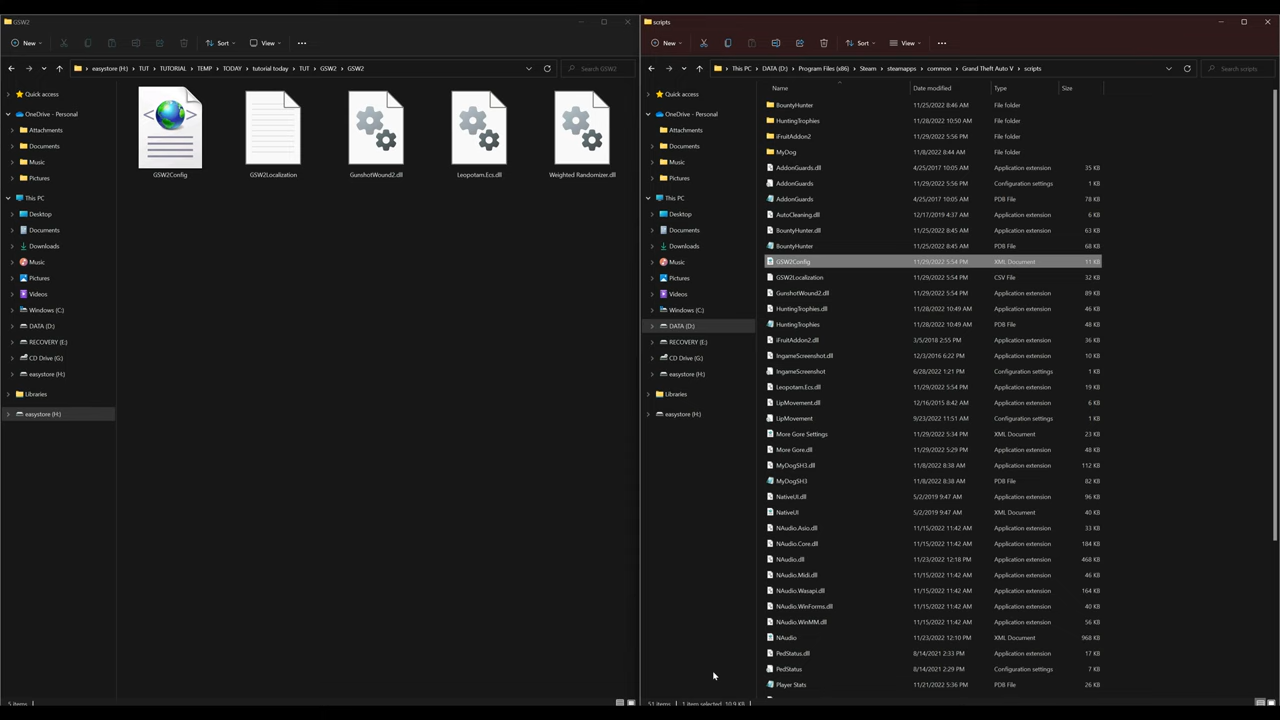 GSW2
New
Sort
View
easystore (H:) > TUT > TUTORIAL > TEMP > TODAY > tutorial today > TUT > GSW2 > GSW2
Search GSW2
Quick access
OneDrive - Personal
Attachments
Documents
Music
Pictures
This PC
Desktop
Documents
Downloads
Music
Pictures
Videos
Windows (C:)
DATA (D:)
RECOVERY (E:)
CD Drive (G:)
easystore (H:)
Libraries
easystore (H:)
GSW2Config
GSW2Localization
GunshotWound2.dll
Leopotam.Ecs.dll
Weighted Randomizer.dll
5 items
scripts
New
Sort
View
This PC > DATA (D:) > Program Files (x86) > Steam > steamapps > common > Grand Theft Auto V > scripts
Search scripts
Quick access
OneDrive - Personal
Attachments
Documents
Music
Pictures
This PC
Desktop
Documents
Downloads
Music
Pictures
Videos
Windows (C:)
DATA (D:)
RECOVERY (E:)
CD Drive (G:)
easystore (H:)
Libraries
easystore (H:)
Name Date modified Type Size
BountyHunter 11/25/2022 8:46 AM File folder
HuntingTrophies 11/28/2022 10:50 AM File folder
iFruitAddon2 11/29/2022 5:56 PM File folder
MyDog 11/8/2022 8:44 AM File folder
AddonGuards.dll 4/25/2017 10:05 AM Application extension 35 KB
AddonGuards 11/29/2022 5:56 PM Configuration settings 1 KB
AddonGuards 4/25/2017 10:05 AM PDB File 78 KB
AutoCleaning.dll 12/17/2019 4:37 AM Application extension 6 KB
BountyHunter.dll 11/25/2022 8:45 AM Application extension 63 KB
BountyHunter 11/25/2022 8:45 AM PDB File 68 KB
GSW2Config 11/29/2022 5:54 PM XML Document 11 KB
GSW2Localization 11/29/2022 5:54 PM CSV File 32 KB
GunshotWound2.dll 11/29/2022 5:54 PM Application extension 89 KB
HuntingTrophies.dll 11/28/2022 10:49 AM Application extension 46 KB
HuntingTrophies 11/28/2022 10:49 AM PDB File 48 KB
iFruitAddon2.dll 3/5/2018 2:55 PM Application extension 36 KB
IngameScreenshot.dll 12/3/2016 6:22 PM Application extension 10 KB
IngameScreenshot 6/28/2022 1:21 PM Configuration settings 1 KB
Leopotam.Ecs.dll 11/29/2022 5:54 PM Application extension 19 KB
LipMovement.dll 12/16/2015 8:42 AM Application extension 6 KB
LipMovement 9/23/2022 11:51 AM Configuration settings 1 KB
More Gore Settings 11/29/2022 5:34 PM XML Document 23 KB
More Gore.dll 11/29/2022 5:29 PM Application extension 48 KB
MyDogSH3.dll 11/8/2022 8:38 AM Application extension 112 KB
MyDogSH3 11/8/2022 8:38 AM PDB File 82 KB
NativeUI.dll 5/2/2019 9:47 AM Application extension 96 KB
NativeUI 5/2/2019 9:47 AM XML Document 40 KB
NAudio.Asio.dll 11/15/2022 11:42 AM Application extension 33 KB
NAudio.Core.dll 11/15/2022 11:42 AM Application extension 184 KB
NAudio.dll 11/23/2022 12:18 PM Application extension 468 KB
NAudio.Midi.dll 11/15/2022 11:42 AM Application extension 46 KB
NAudio.Wasapi.dll 11/15/2022 11:42 AM Application extension 164 KB
NAudio.WinForms.dll 11/15/2022 11:42 AM Application extension 40 KB
NAudio.WinMM.dll 11/15/2022 11:42 AM Application extension 56 KB
NAudio 11/23/2022 12:10 PM XML Document 968 KB
PedStatus.dll 8/14/2021 2:33 PM Application extension 17 KB
PedStatus 8/14/2021 2:29 PM Configuration settings 7 KB
Player Stats 11/21/2022 5:36 PM PDB File 26 KB
51 items 1 item selected 10.9 KB